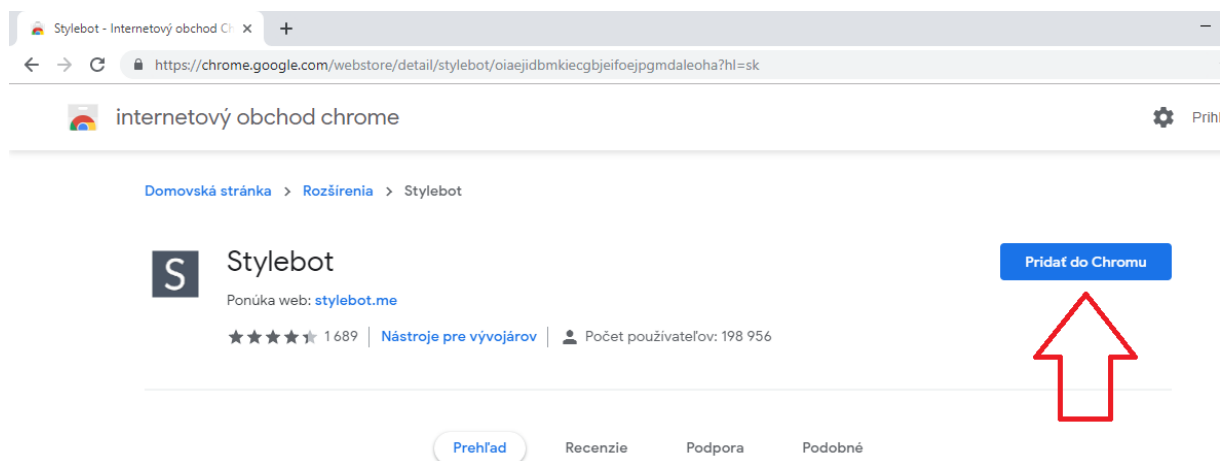 Stylebot - Internetový obchod Ch
https://chrome.google.com/webstore/detail/stylebot/oiaejidbmkiecgbjeifoejpgmdaleoha?hl=sk
internetový obchod chrome
Prihl
Domovská stránka > Rozšírenia > Stylebot
S
Stylebot
Pridať do Chromu
Ponúka web: stylebot.me
1 689 | Nástroje pre vývojárov | Počet používateľov: 198 956
Prehľad Recenzie Podpora Podobné